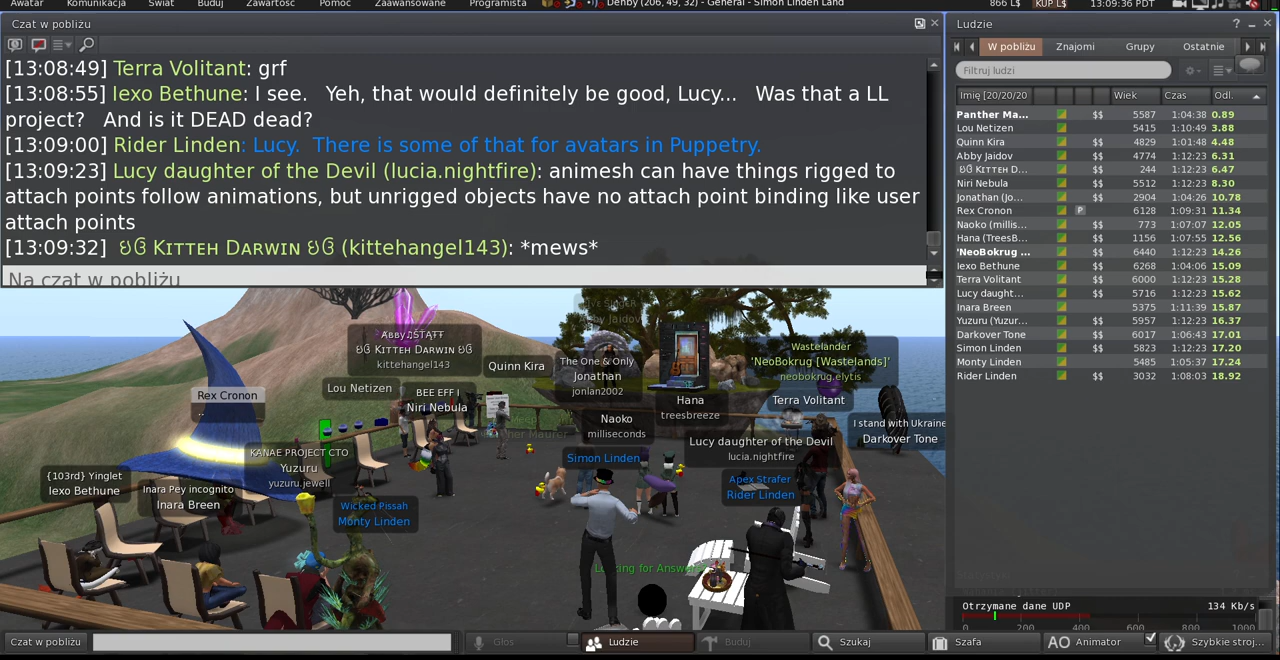 Awatar Komunikacja Świat Buduj Zawartość Pomoc Zaawansowane Programista Denby (206, 49, 32) - General - Simon Linden Land 866 L$ KUP L$ 13:09:36 PDT
Czat w pobliżu
[13:08:49] Terra Volitant: grf
[13:08:55] Iexo Bethune: I see. Yeh, that would definitely be good, Lucy... Was that a LL
project? And is it DEAD dead?
[13:09:00] Rider Linden: Lucy. There is some of that for avatars in Puppetry.
[13:09:23] Lucy daughter of the Devil (lucia.nightfire): animesh can have things rigged to
attach points follow animations, but unrigged objects have no attach point binding like user
attach points
[13:09:32] ಅᎶ Kɪᴛᴛᴇʜ Dᴀʀᴡɪɴ ಅᎶ (kittehangel143): *mews*
Na czat w pobliżu
Ludzie
W pobliżu Znajomi Grupy Ostatnie
Filtruj ludzi
Imię [20/20/20 Wiek Czas Odl.
Panther Ma... $$ 5587 1:04:38 0.89
Lou Netizen 5415 1:10:49 3.88
Quinn Kira $$ 4829 1:01:48 4.48
Abby Jaidov $$ 4774 1:12:23 6.31
ಅᎶ Kɪᴛᴛᴇʜ D... $$ 244 1:12:23 6.47
Niri Nebula $$ 5512 1:12:23 8.30
Jonathan (Jo... $$ 2904 1:04:26 10.78
Rex Cronon P 6128 1:09:31 11.34
Naoko (millis... $$ 773 1:07:07 12.05
Hana (TreesB... $$ 1156 1:07:55 12.56
'NeoBokrug ... $$ 6440 1:12:23 14.26
Iexo Bethune $$ 6268 1:04:06 15.09
Terra Volitant $$ 6000 1:12:23 15.28
Lucy daught... $$ 5716 1:12:23 15.62
Inara Breen 5375 1:11:39 15.87
Yuzuru (Yuzur... $$ 5957 1:12:23 16.37
Darkover Tone $$ 6017 1:06:43 17.01
Simon Linden $$ 5823 1:12:23 17.20
Monty Linden 5485 1:05:37 17.24
Rider Linden $$ 3032 1:08:03 18.92
ಅᎶ Kɪᴛᴛᴇʜ Dᴀʀᴡɪɴ ಅᎶ
kittehangel143
Quinn Kira
The One & Only
Jonathan
jonlan2002
Wastelander
'NeoBokrug [Wastelands]'
neobokrug.elytis
Rex Cronon
...
Lou Netizen
BEE EFF I
Niri Nebula
Hana
treesbreeze
Terra Volitant
Naoko
milliseconds
I stand with Ukraine
Darkover Tone
Lucy daughter of the Devil
lucia.nightfire
KANAE PROJECT CTO
Yuzuru
yuzuru.jewell
Simon Linden
{103rd} Yinglet
Iexo Bethune
Inara Pey incognito
Inara Breen
Apex Strafer
Rider Linden
Wicked Pissah
Monty Linden
Otrzymane dane UDP 134 Kb/s
0 200 400 600 800 1000
Czat w pobliżu Głos Ludzie Buduj Szukaj Szafa AO Animator Szybkie stroj...